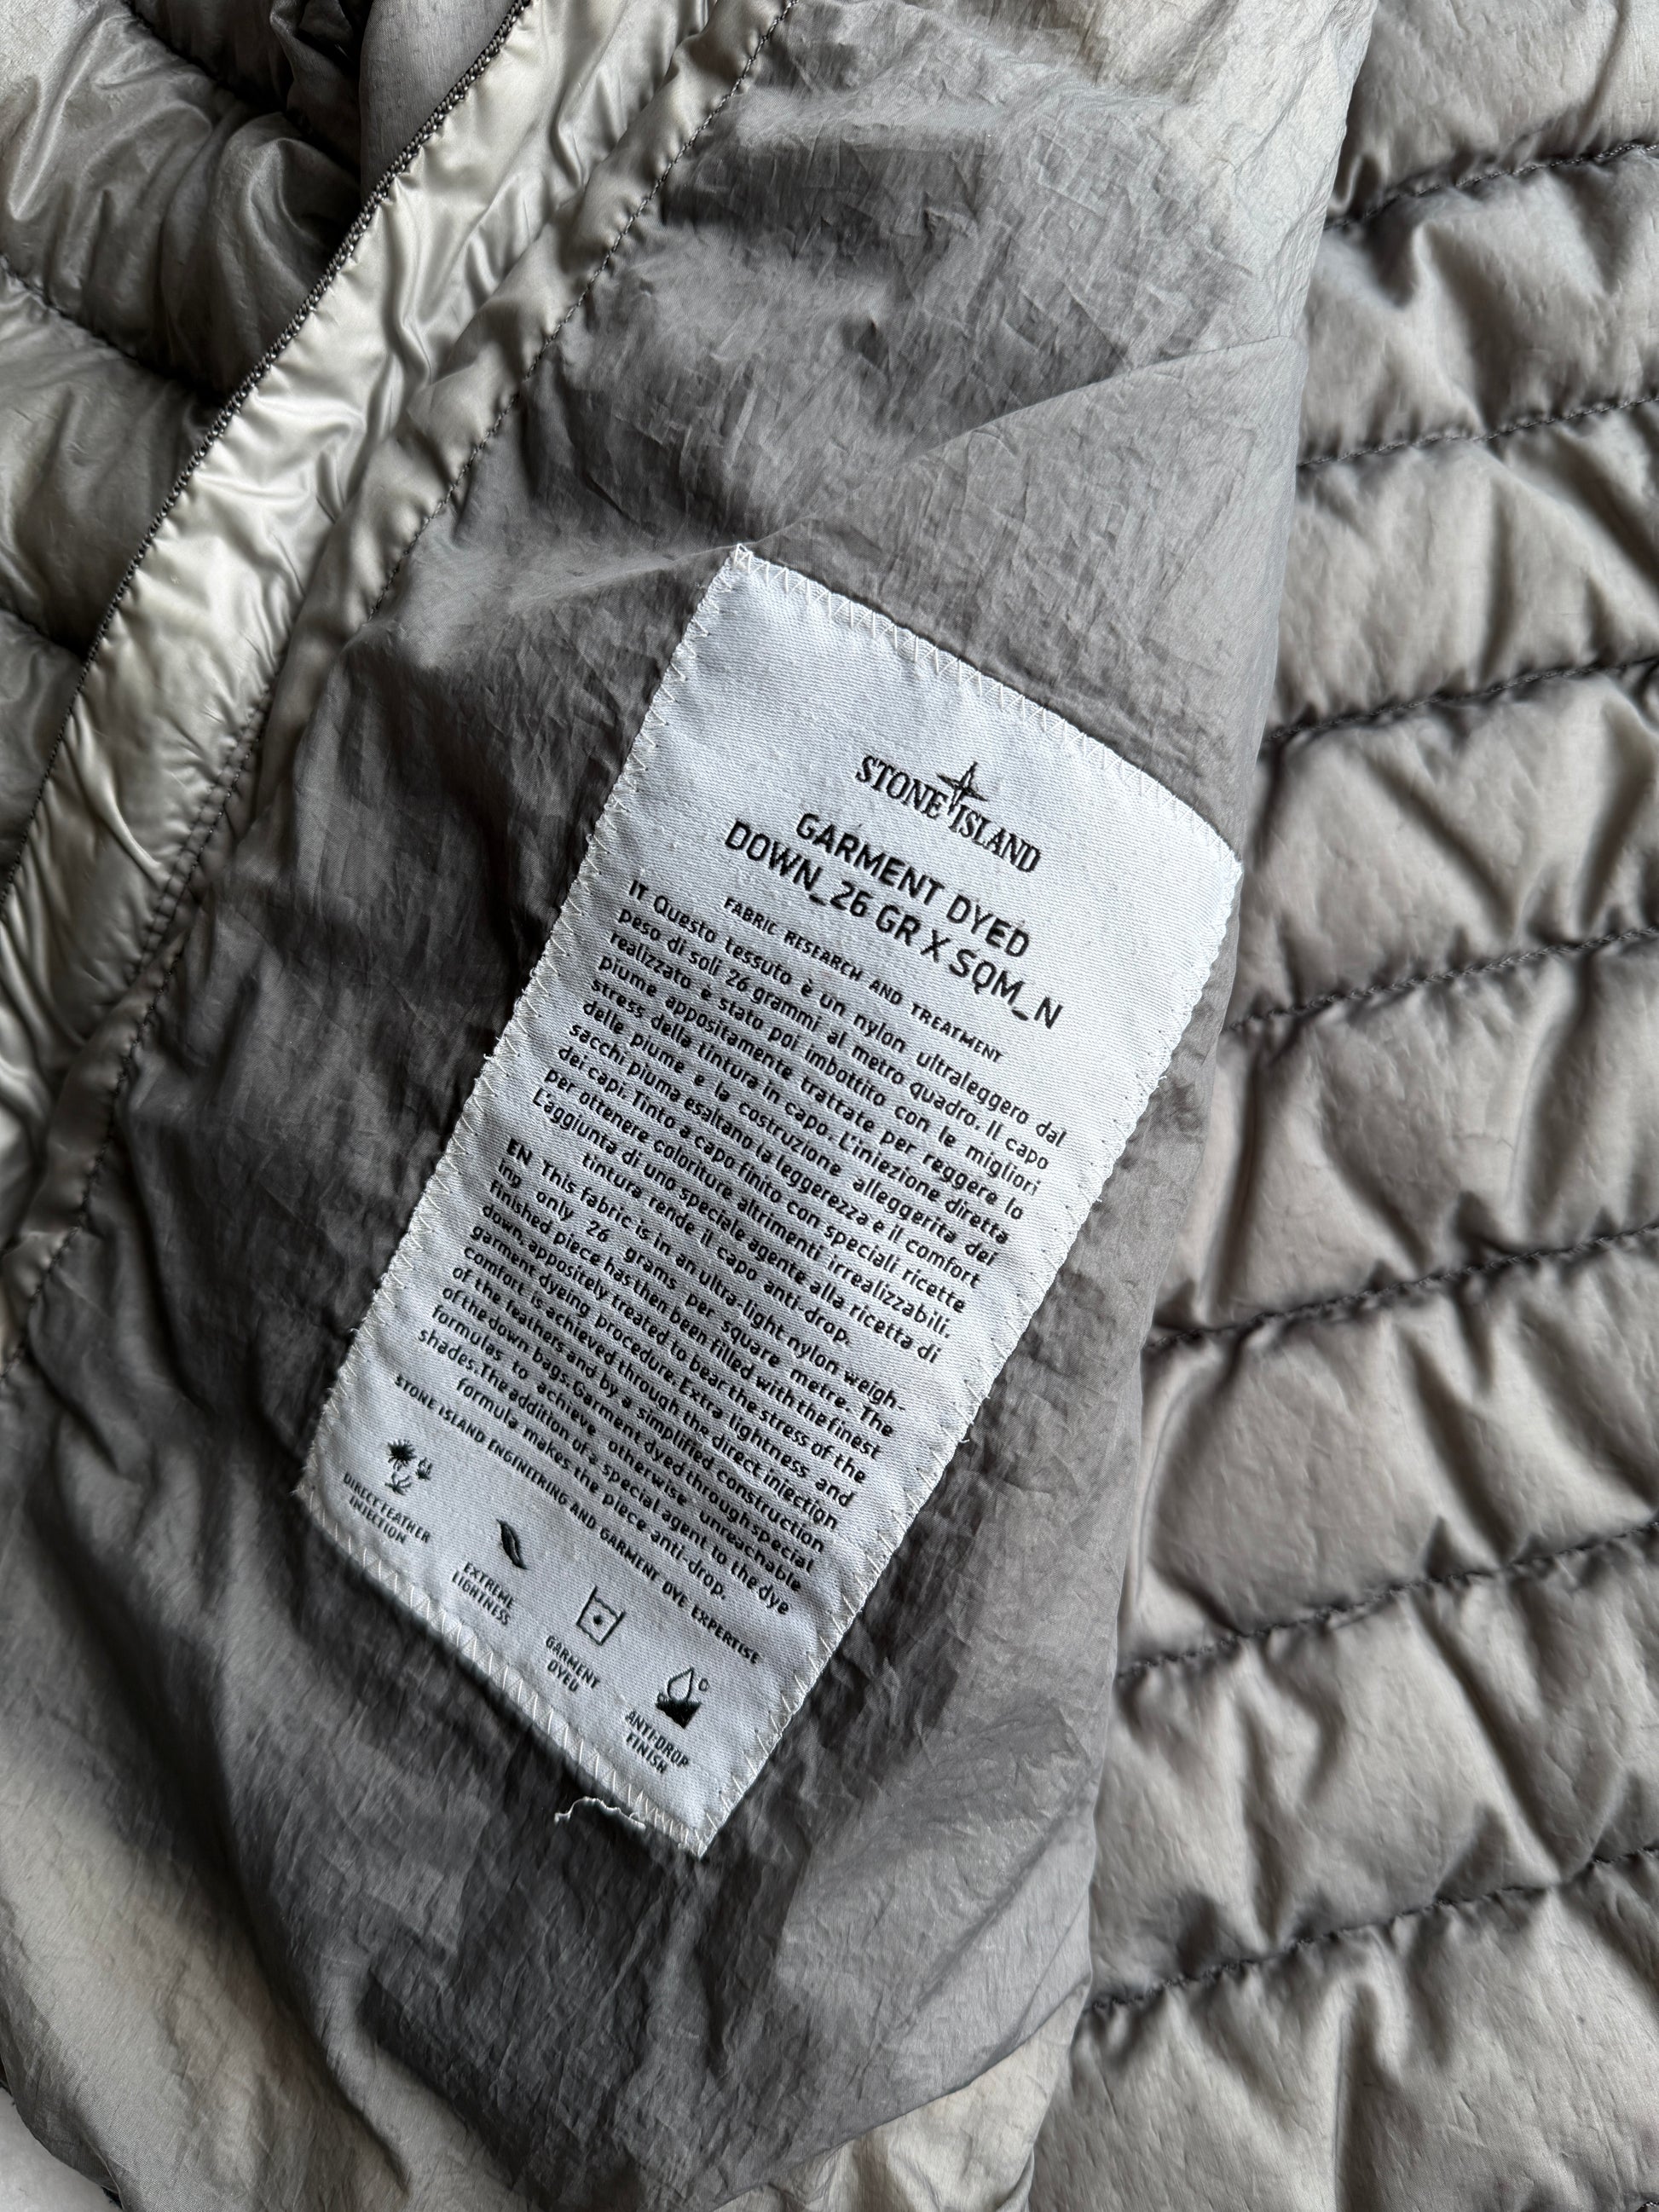 STONE ISLAND
GARMENT DYED
DOWN_26 GR X SQM_N
FABRIC RESEARCH AND TREATMENT
IT Questo tessuto è un nylon ultraleggero dal
peso di soli 26 grammi al metro quadro. Il capo
realizzato è stato poi imbottito con le migliori
piume appositamente trattate per reggere lo
stress della tintura in capo. L'iniezione diretta
delle piume e la costruzione alleggerita dei
sacchi piuma esaltano la leggerezza e il comfort
dei capi. Tinto a capo finito con speciali ricette
per ottenere coloriture altrimenti irrealizzabili.
L'aggiunta di uno speciale agente alla ricetta di
tintura rende il capo anti-drop.
EN This fabric is in an ultra-light nylon weigh-
ing only 26 grams per square metre. The
finished piece has then been filled with the finest
down, appositely treated to bear the stress of the
garment dyeing procedure. Extra lightness and
comfort is achieved through the direct injection
of the feathers and by a simplified construction
of the down bags. Garment dyed through special
formulas to achieve otherwise unreachable
shades. The addition of a special agent to the dye
formula makes the piece anti-drop.
STONE ISLAND ENGINEERING AND GARMENT DYE EXPERTISE
DIRECT FEATHER
INJECTION
EXTREME
LIGHTNESS
GARMENT
DYED
ANTI-DROP
FINISH